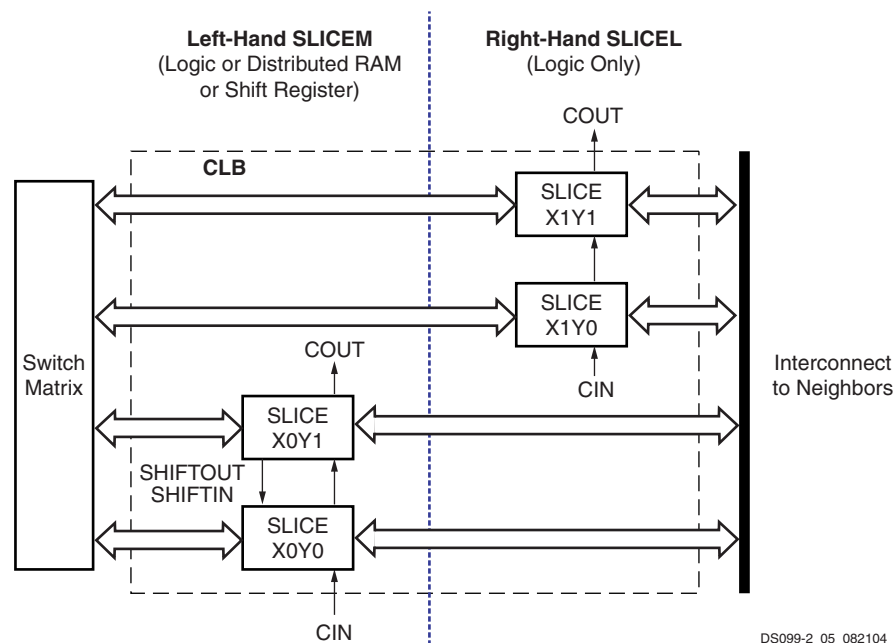 Left-Hand SLICEM
(Logic or Distributed RAM
or Shift Register)
Right-Hand SLICEL
(Logic Only)
COUT
CLB
SLICE
X1Y1
SLICE
X1Y0
COUT
CIN
Switch
Matrix
Interconnect
to Neighbors
SLICE
X0Y1
SHIFTOUT
SHIFTIN
SLICE
X0Y0
CIN
DS099-2_05_082104